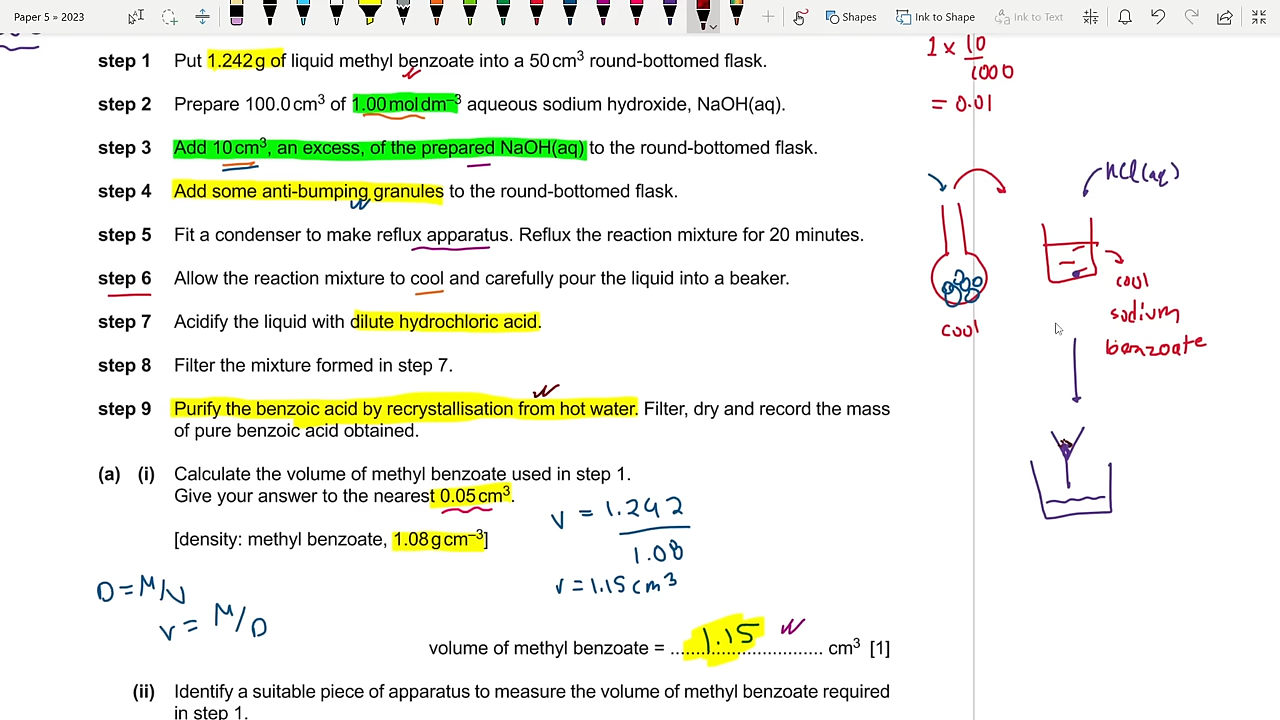 Paper 5 » 2023
Shapes
Ink to Shape
Ink to Text
step 1 Put 1.242 g of liquid methyl benzoate into a 50 cm³ round-bottomed flask.
step 2 Prepare 100.0 cm³ of 1.00 mol dm⁻³ aqueous sodium hydroxide, NaOH(aq).
step 3 Add 10 cm³, an excess, of the prepared NaOH(aq) to the round-bottomed flask.
step 4 Add some anti-bumping granules to the round-bottomed flask.
step 5 Fit a condenser to make reflux apparatus. Reflux the reaction mixture for 20 minutes.
step 6 Allow the reaction mixture to cool and carefully pour the liquid into a beaker.
step 7 Acidify the liquid with dilute hydrochloric acid.
step 8 Filter the mixture formed in step 7.
step 9 Purify the benzoic acid by recrystallisation from hot water. Filter, dry and record the mass
of pure benzoic acid obtained.
(a) (i) Calculate the volume of methyl benzoate used in step 1.
Give your answer to the nearest 0.05 cm³.
[density: methyl benzoate, 1.08 g cm⁻³]
v = 1.242
1.08
v = 1.15 cm³
D = M/V
v = M/D
volume of methyl benzoate = 1.15 cm³ [1]
(ii) Identify a suitable piece of apparatus to measure the volume of methyl benzoate required
in step 1.
1 × 10
1000
= 0.01
HCl(aq)
cool
cool
sodium
benzoate